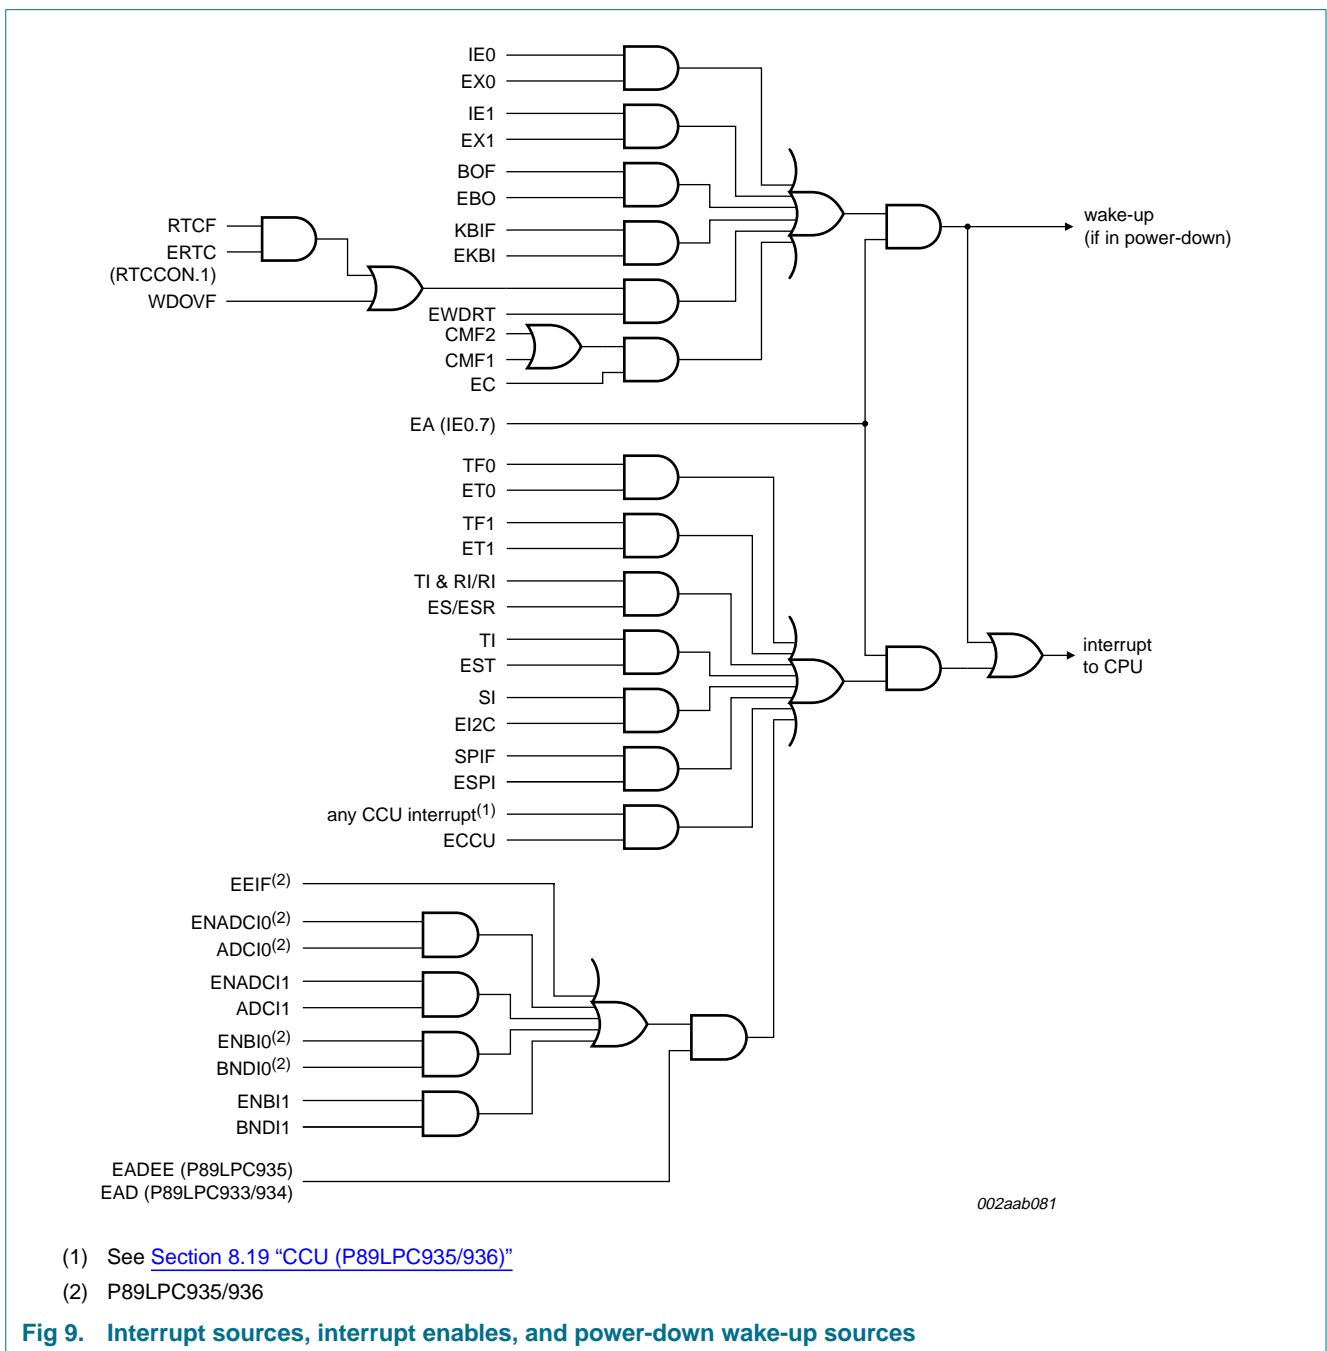 IE0
EX0
IE1
EX1
BOF
EBO
RTCF
KBIF
ERTC
EKBI
(RTCCON.1)
WDOVF
EWDRT
CMF2
CMF1
EC
wake-up
(if in power-down)
EA (IE0.7)
TF0
ET0
TF1
ET1
TI & RI/RI
ES/ESR
TI
EST
SI
EI2C
SPIF
ESPI
any CCU interrupt(1)
ECCU
interrupt
to CPU
EEIF(2)
ENADCI0(2)
ADCI0(2)
ENADCI1
ADCI1
ENBI0(2)
BNDI0(2)
ENBI1
BNDI1
EADEE (P89LPC935)
EAD (P89LPC933/934)
002aab081
(1) See Section 8.19 “CCU (P89LPC935/936)”
(2) P89LPC935/936
Fig 9. Interrupt sources, interrupt enables, and power-down wake-up sources